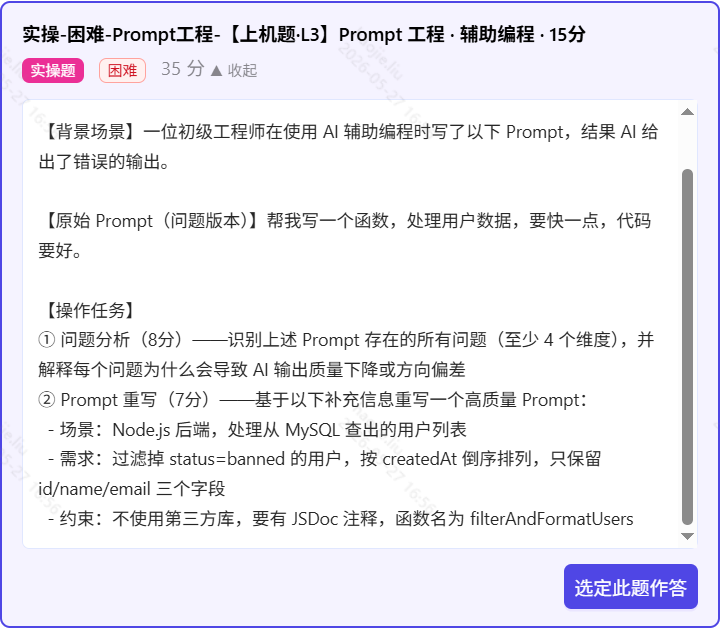 实操-困难-Prompt工程-【上机题·L3】Prompt 工程 · 辅助编程 · 15分
实操题 困难 35 分 ▲ 收起
【背景场景】一位初级工程师在使用 AI 辅助编程时写了以下 Prompt，结果 AI 给
出了错误的输出。
【原始 Prompt（问题版本）】帮我写一个函数，处理用户数据，要快一点，代码
要好。
【操作任务】
① 问题分析（8分）——识别上述 Prompt 存在的所有问题（至少 4 个维度），并
解释每个问题为什么会导致 AI 输出质量下降或方向偏差
② Prompt 重写（7分）——基于以下补充信息重写一个高质量 Prompt：
- 场景：Node.js 后端，处理从 MySQL 查出的用户列表
- 需求：过滤掉 status=banned 的用户，按 createdAt 倒序排列，只保留
id/name/email 三个字段
- 约束：不使用第三方库，要有 JSDoc 注释，函数名为 filterAndFormatUsers
选定此题作答